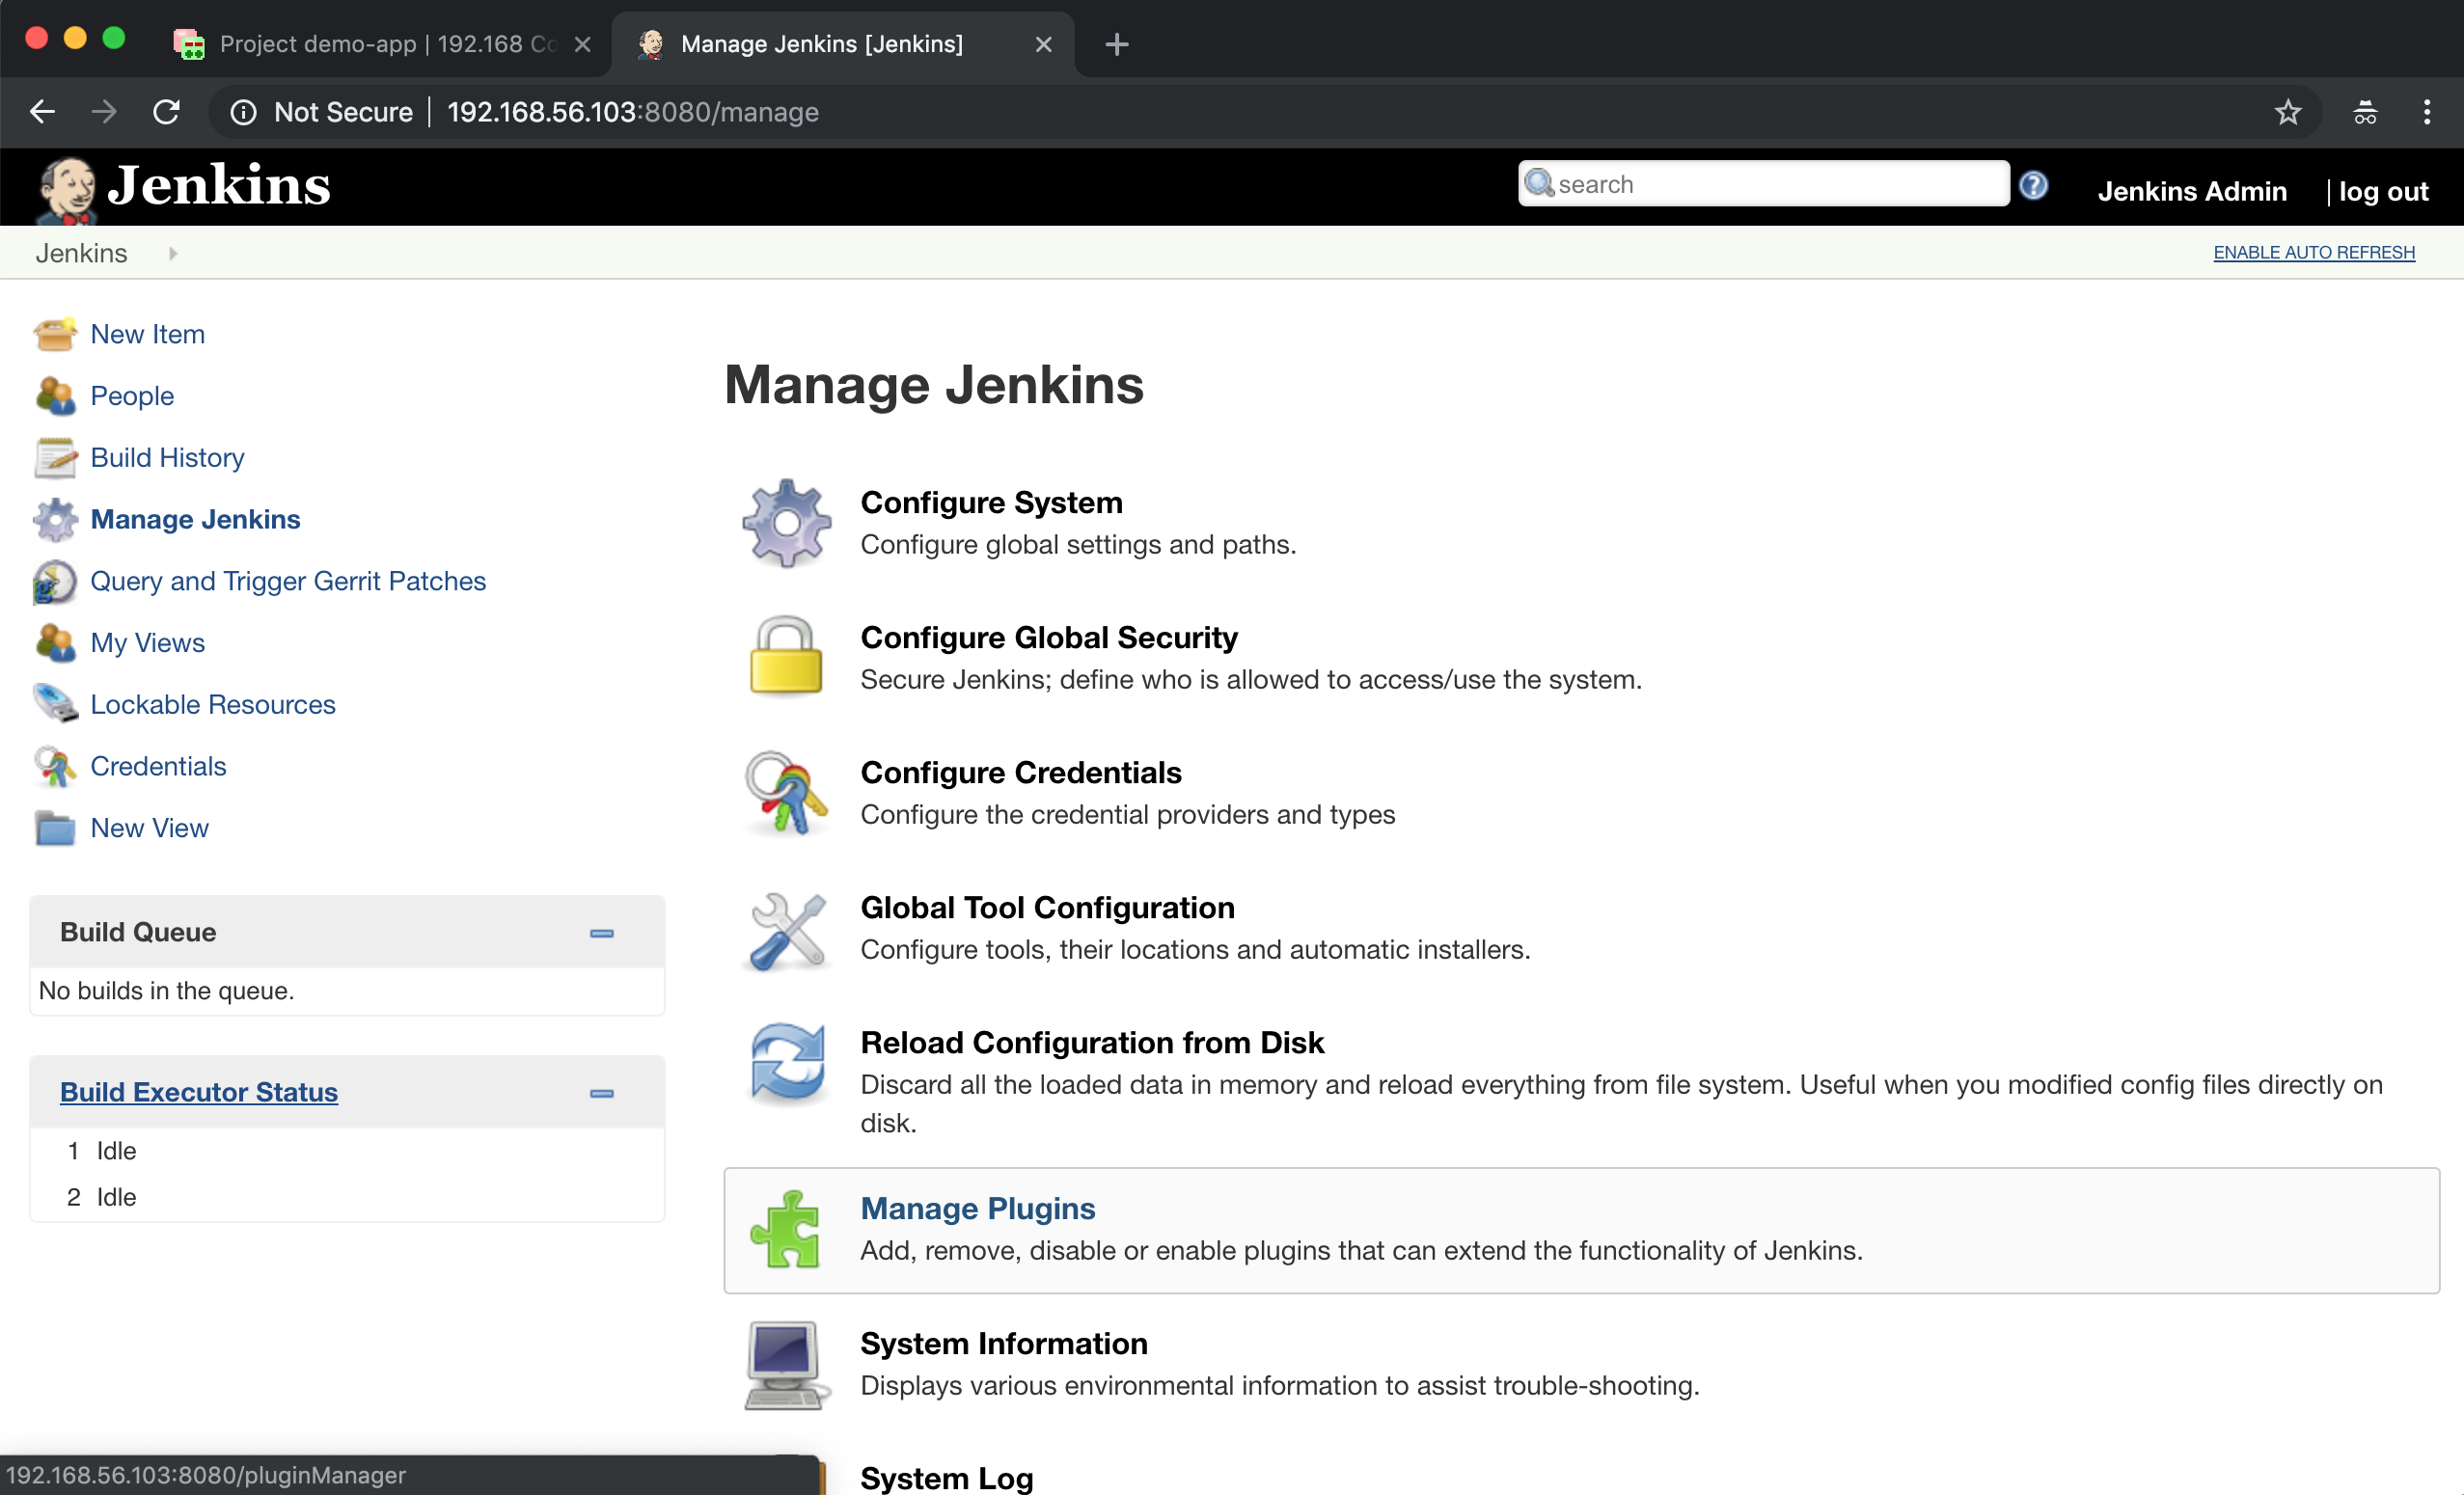 Project demo-app | 192.168 Co
Manage Jenkins [Jenkins]
Not Secure
192.168.56.103:8080/manage
Jenkins
search
Jenkins Admin
| log out
Jenkins
ENABLE AUTO REFRESH
New Item
People
Build History
Manage Jenkins
Query and Trigger Gerrit Patches
My Views
Lockable Resources
Credentials
New View
Build Queue
No builds in the queue.
Build Executor Status
1 Idle
2 Idle
Manage Jenkins
Configure System
Configure global settings and paths.
Configure Global Security
Secure Jenkins; define who is allowed to access/use the system.
Configure Credentials
Configure the credential providers and types
Global Tool Configuration
Configure tools, their locations and automatic installers.
Reload Configuration from Disk
Discard all the loaded data in memory and reload everything from file system. Useful when you modified config files directly on
disk.
Manage Plugins
Add, remove, disable or enable plugins that can extend the functionality of Jenkins.
System Information
Displays various environmental information to assist trouble-shooting.
System Log
192.168.56.103:8080/pluginManager